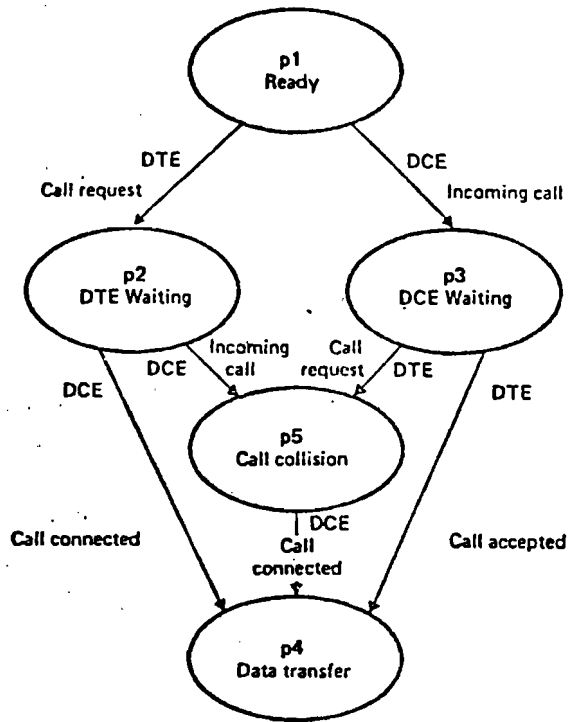 p1
Ready
DTE
Call request
DCE
Incoming call
p2
DTE Waiting
p3
DCE Waiting
DCE
Incoming
call
DCE
Call
request
DTE
DTE
p5
Call collision
Call connected
DCE
Call
connected
Call accepted
p4
Data transfer